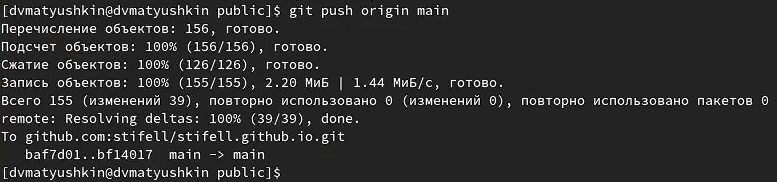 [dvmatyushkin@dvmatyushkin public]$ git push origin main
Перечисление объектов: 156, готово.
Подсчет объектов: 100% (156/156), готово.
Сжатие объектов: 100% (126/126), готово.
Запись объектов: 100% (155/155), 2.20 МиБ | 1.44 МиБ/с, готово.
Всего 155 (изменений 39), повторно использовано 0 (изменений 0), повторно использовано пакетов 0
remote: Resolving deltas: 100% (39/39), done.
To github.com:stifell/stifell.github.io.git
   baf7d01..bf14017  main -> main
[dvmatyushkin@dvmatyushkin public]$